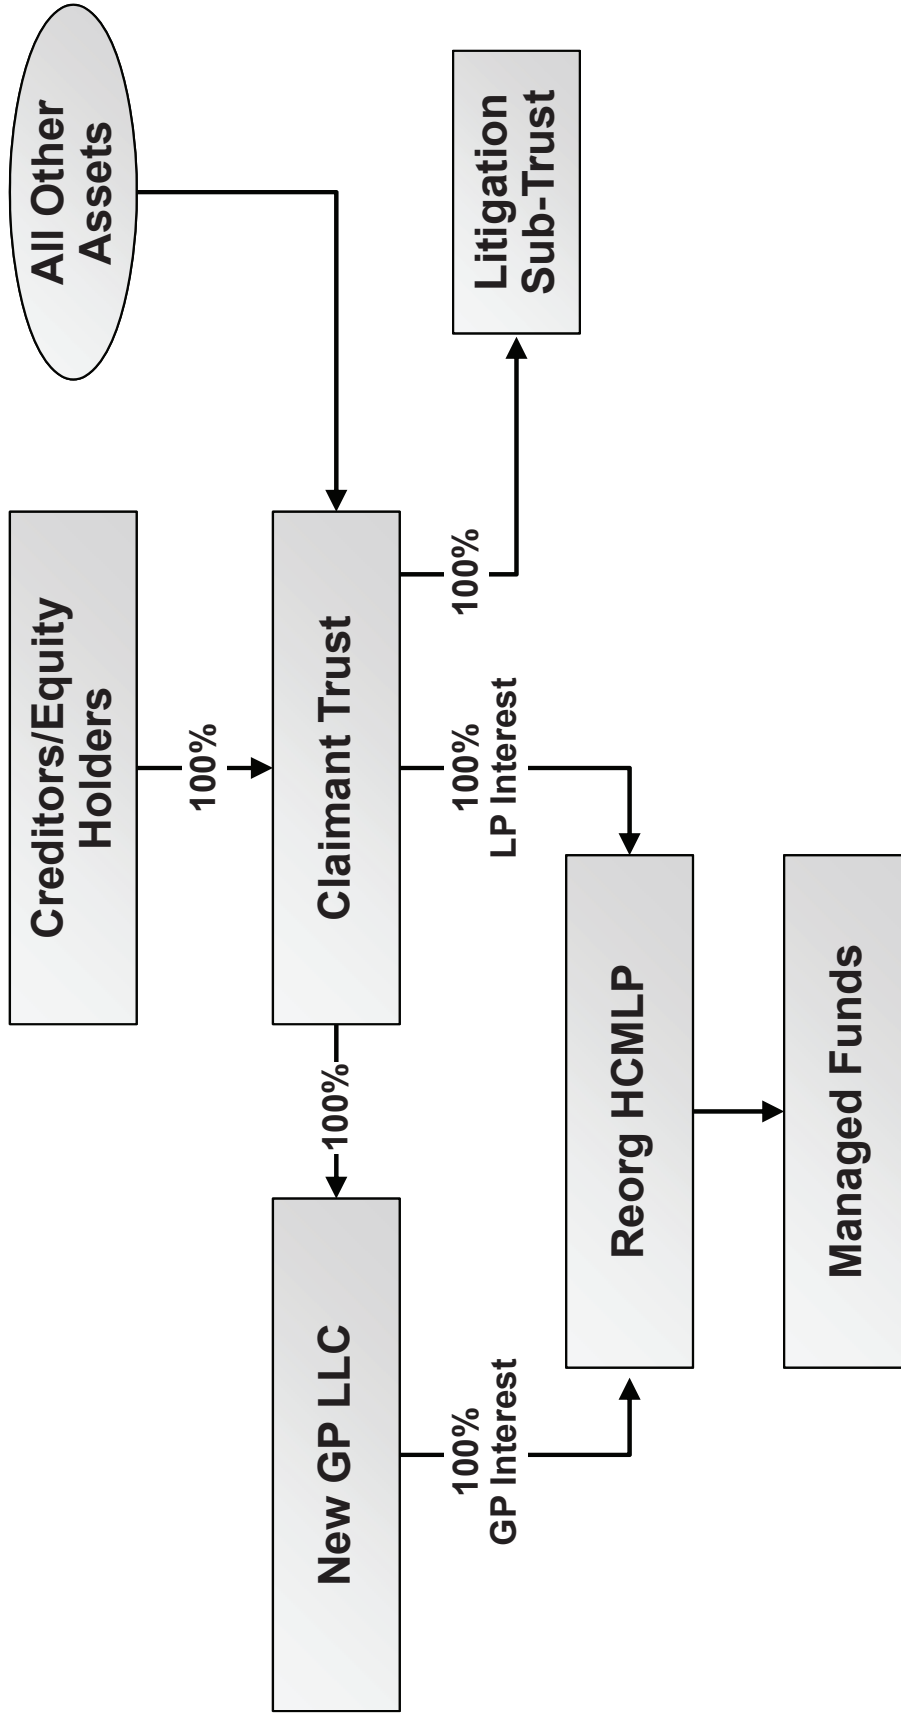 Creditors/Equity
Holders
All Other
Assets
100%
New GP LLC
100%
Claimant Trust
100%
GP Interest
100%
LP Interest
100%
Litigation
Sub-Trust
Reorg HCMLP
Managed Funds